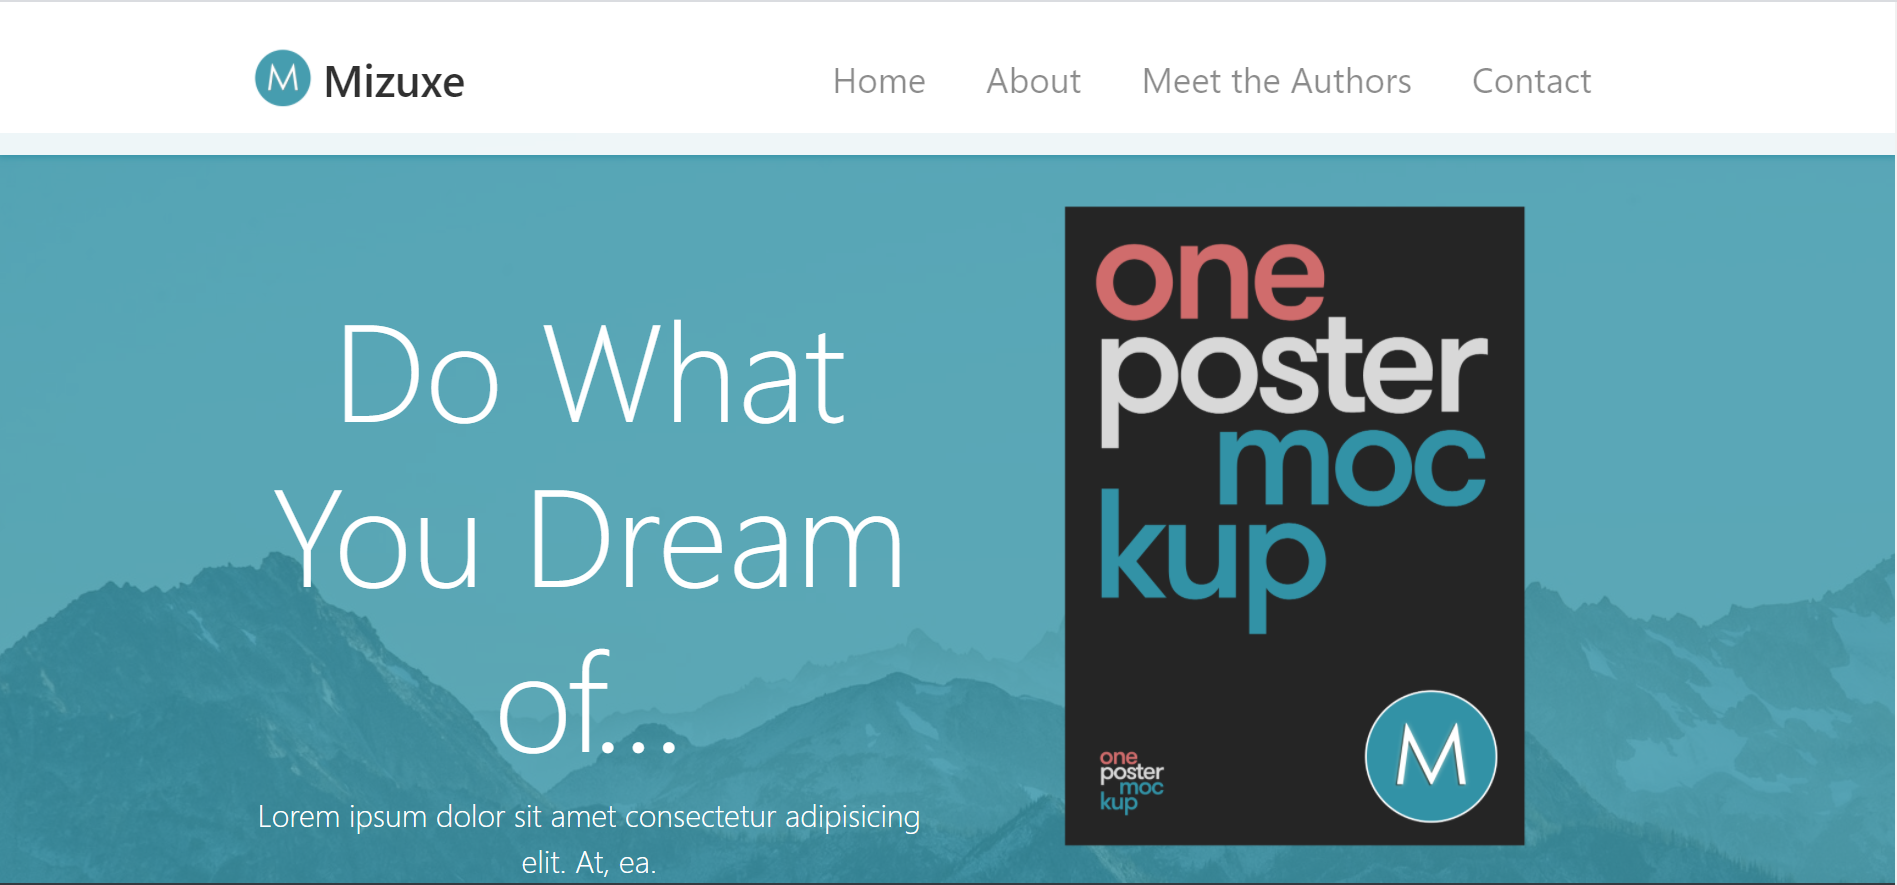 M Mizuxe
Home About Meet the Authors Contact
Do What
You Dream
of...
Lorem ipsum dolor sit amet consectetur adipisicing
elit. At, ea.
one
poster
moc
kup
one
poster
moc
kup
M